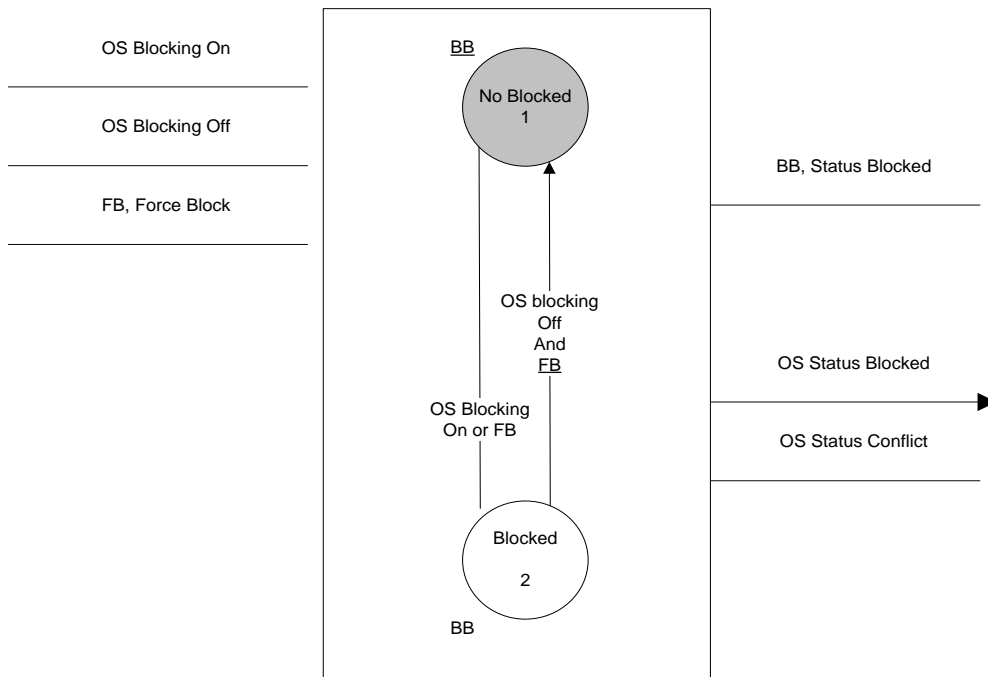 OS Blocking On
OS Blocking Off
FB, Force Block
BB
No Blocked
1
OS blocking
Off
And
FB
OS Blocking
On or FB
Blocked
2
BB
BB, Status Blocked
OS Status Blocked
OS Status Conflict